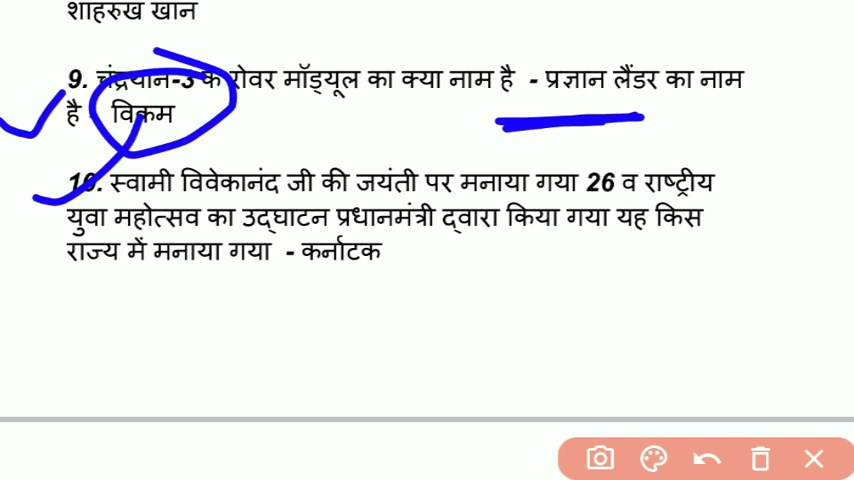 शाहरुख खान
9. चंद्रयान-3 के रोवर मॉड्यूल का क्या नाम है - प्रज्ञान लैंडर का नाम
है - विक्रम
10. स्वामी विवेकानंद जी की जयंती पर मनाया गया 26 व राष्ट्रीय
युवा महोत्सव का उद्घाटन प्रधानमंत्री द्वारा किया गया यह किस
राज्य में मनाया गया - कर्नाटक